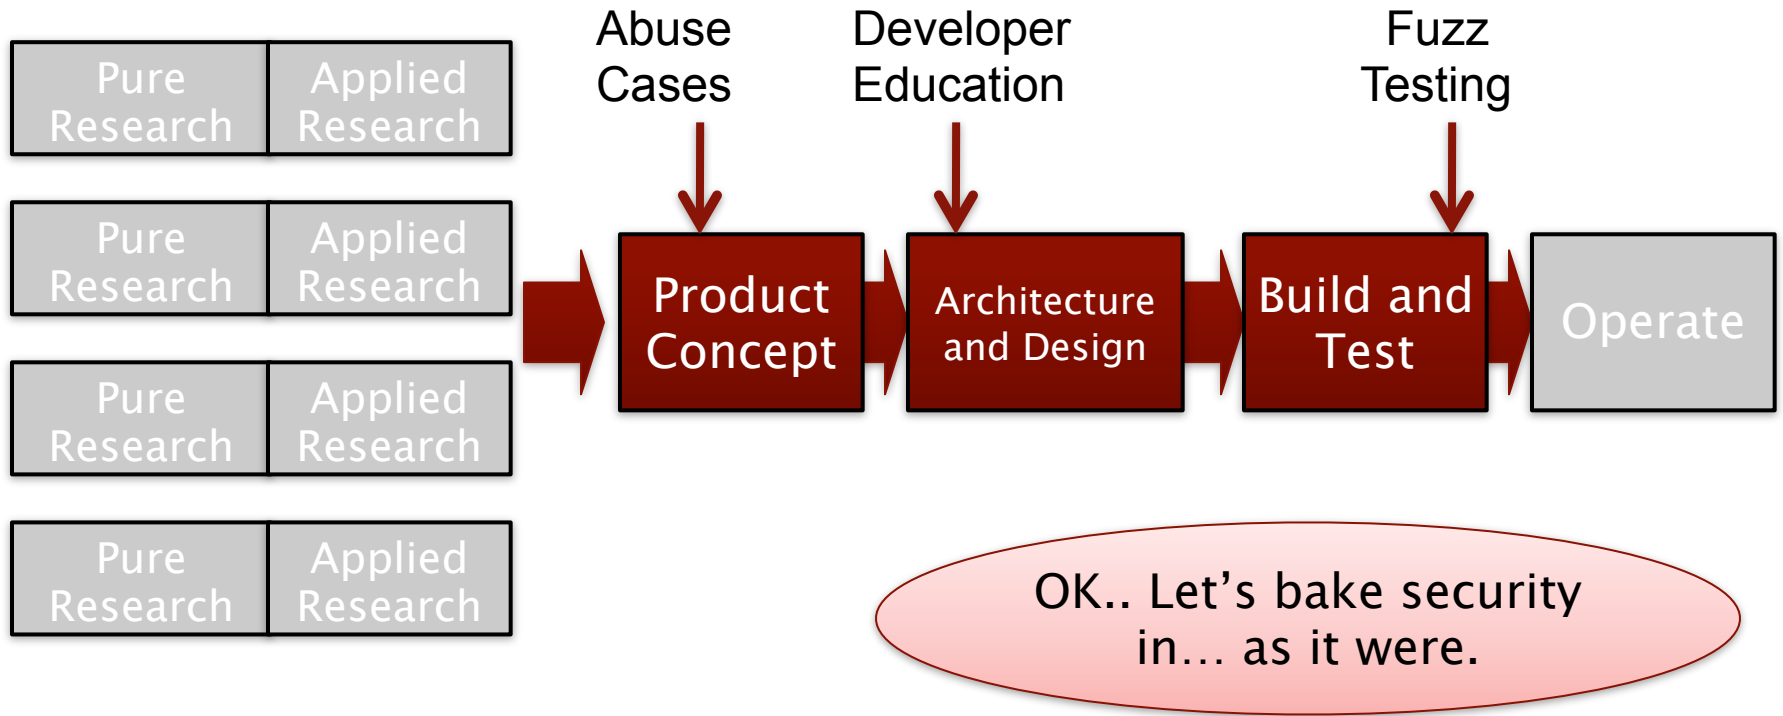 Abuse
Cases
Developer
Education
Fuzz
Testing
Pure
Research
Applied
Research
Pure
Research
Applied
Research
Pure
Research
Applied
Research
Pure
Research
Applied
Research
Product
Concept
Architecture
and Design
Build and
Test
Operate
OK.. Let’s bake security
in… as it were.